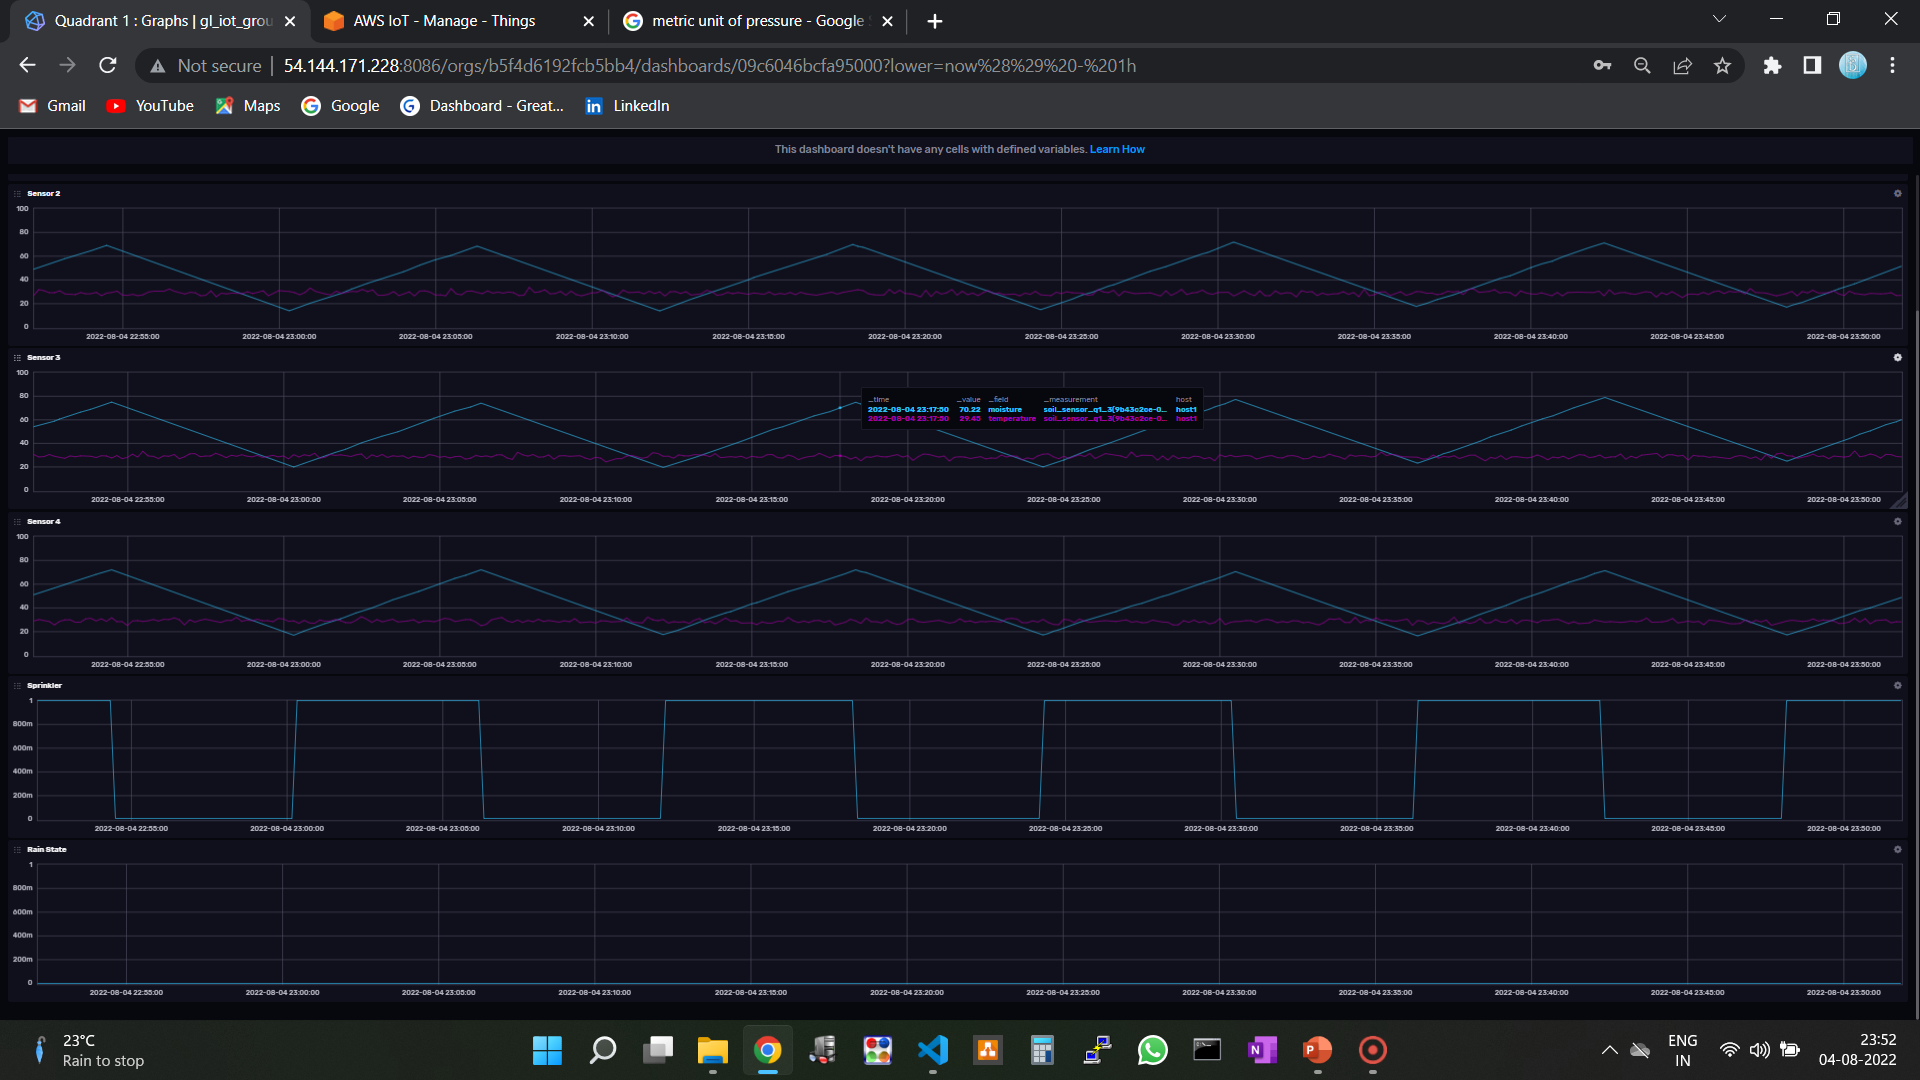 Quadrant 1 : Graphs | gl_iot_grou
AWS IoT - Manage - Things
metric unit of pressure - Google S
Not secure
54.144.171.228:8086/orgs/b5f4d6192fcb5bb4/dashboards/09c6046bcfa95000?lower=now%28%29%20-%201h
Gmail
YouTube
Maps
Google
Dashboard - Great...
LinkedIn
This dashboard doesn't have any cells with defined variables. Learn How
Sensor 2
100
80
60
40
20
0
2022-08-04 22:55:00 2022-08-04 23:00:00 2022-08-04 23:05:00 2022-08-04 23:10:00 2022-08-04 23:15:00 2022-08-04 23:20:00 2022-08-04 23:25:00 2022-08-04 23:30:00 2022-08-04 23:35:00 2022-08-04 23:40:00 2022-08-04 23:45:00 2022-08-04 23:50:00
Sensor 3
100
80
60
40
20
0
_time _value _field _measurement host
2022-08-04 23:17:50 70.22 moisture soil_sensor_q1_3(9b43c2ce-0... host1
2022-08-04 23:17:50 29.45 temperature soil_sensor_q1_3(9b43c2ce-0... host1
2022-08-04 22:55:00 2022-08-04 23:00:00 2022-08-04 23:05:00 2022-08-04 23:10:00 2022-08-04 23:15:00 2022-08-04 23:20:00 2022-08-04 23:25:00 2022-08-04 23:30:00 2022-08-04 23:35:00 2022-08-04 23:40:00 2022-08-04 23:45:00 2022-08-04 23:50:00
Sensor 4
100
80
60
40
20
0
2022-08-04 22:55:00 2022-08-04 23:00:00 2022-08-04 23:05:00 2022-08-04 23:10:00 2022-08-04 23:15:00 2022-08-04 23:20:00 2022-08-04 23:25:00 2022-08-04 23:30:00 2022-08-04 23:35:00 2022-08-04 23:40:00 2022-08-04 23:45:00 2022-08-04 23:50:00
Sprinkler
1
800m
600m
400m
200m
0
2022-08-04 22:55:00 2022-08-04 23:00:00 2022-08-04 23:05:00 2022-08-04 23:10:00 2022-08-04 23:15:00 2022-08-04 23:20:00 2022-08-04 23:25:00 2022-08-04 23:30:00 2022-08-04 23:35:00 2022-08-04 23:40:00 2022-08-04 23:45:00 2022-08-04 23:50:00
Rain State
1
800m
600m
400m
200m
0
2022-08-04 22:55:00 2022-08-04 23:00:00 2022-08-04 23:05:00 2022-08-04 23:10:00 2022-08-04 23:15:00 2022-08-04 23:20:00 2022-08-04 23:25:00 2022-08-04 23:30:00 2022-08-04 23:35:00 2022-08-04 23:40:00 2022-08-04 23:45:00 2022-08-04 23:50:00
23°C
Rain to stop
ENG
IN
23:52
04-08-2022